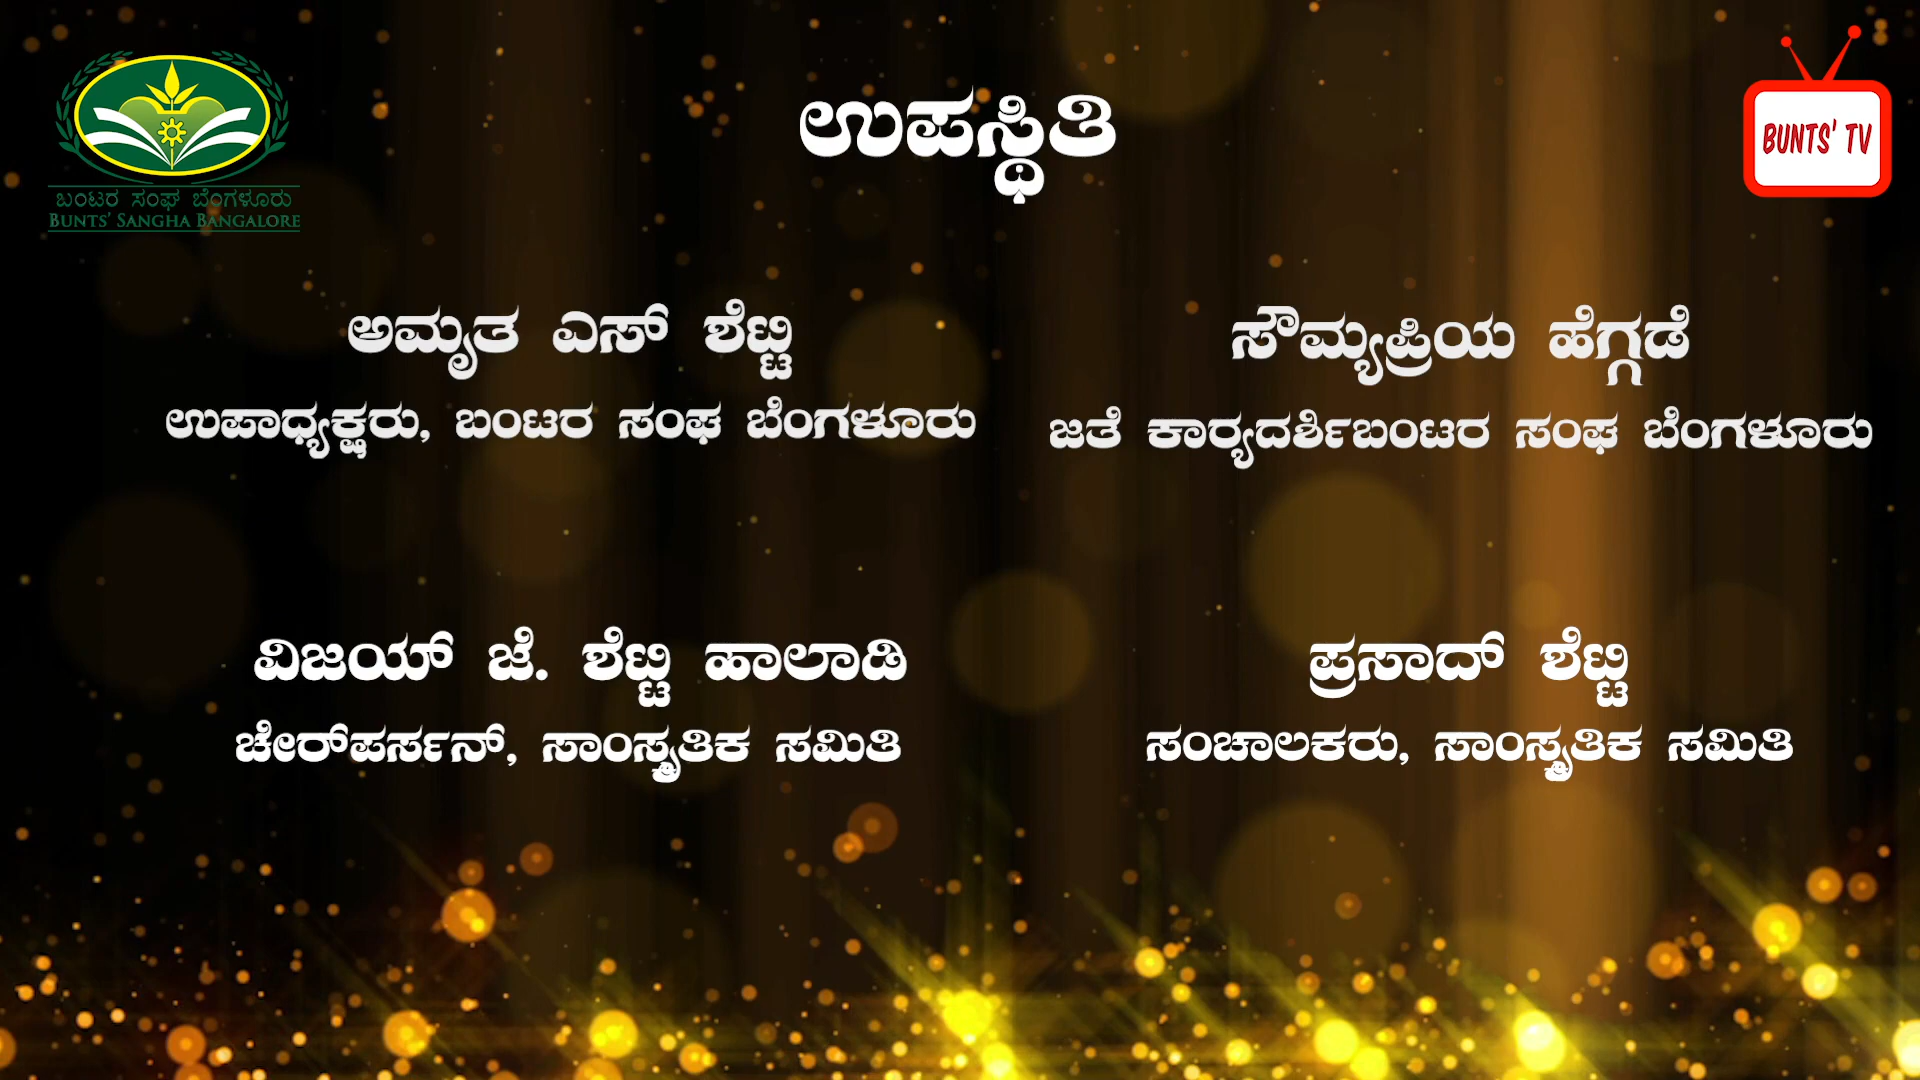 ಬಂಟರ ಸಂಘ ಬೆಂಗಳೂರು
BUNTS' SANGHA BANGALORE
ಉಪಸ್ಥಿತಿ
BUNTS' TV
ಅಮೃತ ಎಸ್ ಶೆಟ್ಟಿ
ಉಪಾಧ್ಯಕ್ಷರು, ಬಂಟರ ಸಂಘ ಬೆಂಗಳೂರು
ಸೌಮ್ಯಪ್ರಿಯ ಹೆಗ್ಗಡೆ
ಜತೆ ಕಾರ‍್ಯದರ್ಶಿಬಂಟರ ಸಂಘ ಬೆಂಗಳೂರು
ವಿಜಯ್ ಜೆ. ಶೆಟ್ಟಿ ಹಾಲಾಡಿ
ಚೇರ್‌ಪರ್ಸನ್, ಸಾಂಸ್ಕೃತಿಕ ಸಮಿತಿ
ಪ್ರಸಾದ್ ಶೆಟ್ಟಿ
ಸಂಚಾಲಕರು, ಸಾಂಸ್ಕೃತಿಕ ಸಮಿತಿ